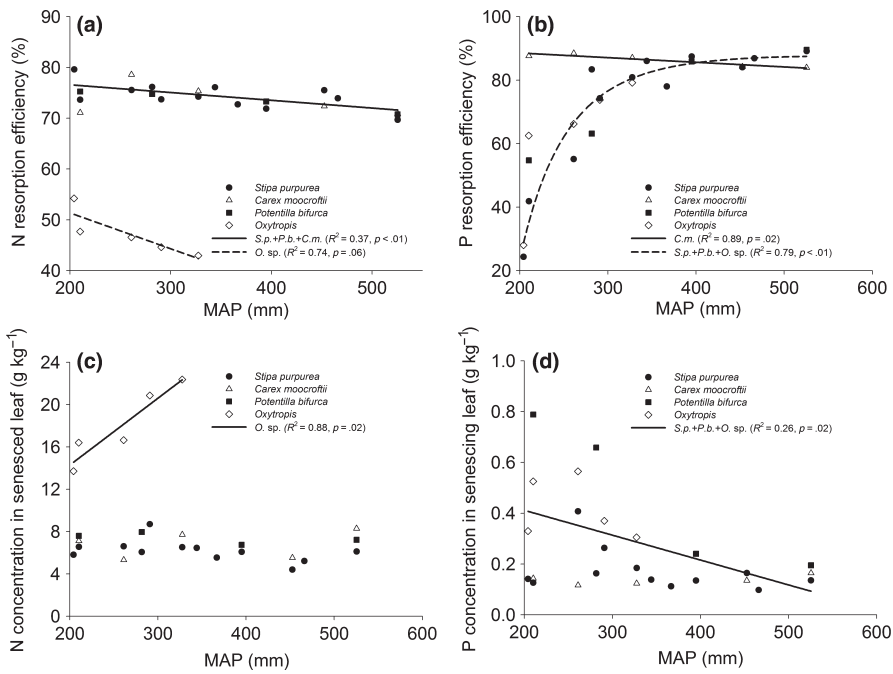 (a)
N resorption efficiency (%)
90
80
70
60
50
40
Stipa purpurea
Carex moocroftii
Potentilla bifurca
Oxytropis
S.p.+P.b.+C.m. (R² = 0.37, p < .01)
O. sp. (R² = 0.74, p = .06)
200 300 400 500
MAP (mm)
(b)
P resorption efficiency (%)
100
80
60
40
20
Stipa purpurea
Carex moocroftii
Potentilla bifurca
Oxytropis
C.m. (R² = 0.89, p = .02)
S.p.+P.b.+O. sp. (R² = 0.79, p < .01)
200 300 400 500 600
MAP (mm)
(c)
N concentration in senesced leaf (g kg⁻¹)
24
20
16
12
8
4
0
Stipa purpurea
Carex moocroftii
Potentilla bifurca
Oxytropis
O. sp. (R² = 0.88, p = .02)
200 300 400 500 600
MAP (mm)
(d)
P concentration in senescing leaf (g kg⁻¹)
1.0
0.8
0.6
0.4
0.2
0.0
Stipa purpurea
Carex moocroftii
Potentilla bifurca
Oxytropis
S.p.+P.b.+O. sp. (R² = 0.26, p = .02)
200 300 400 500 600
MAP (mm)